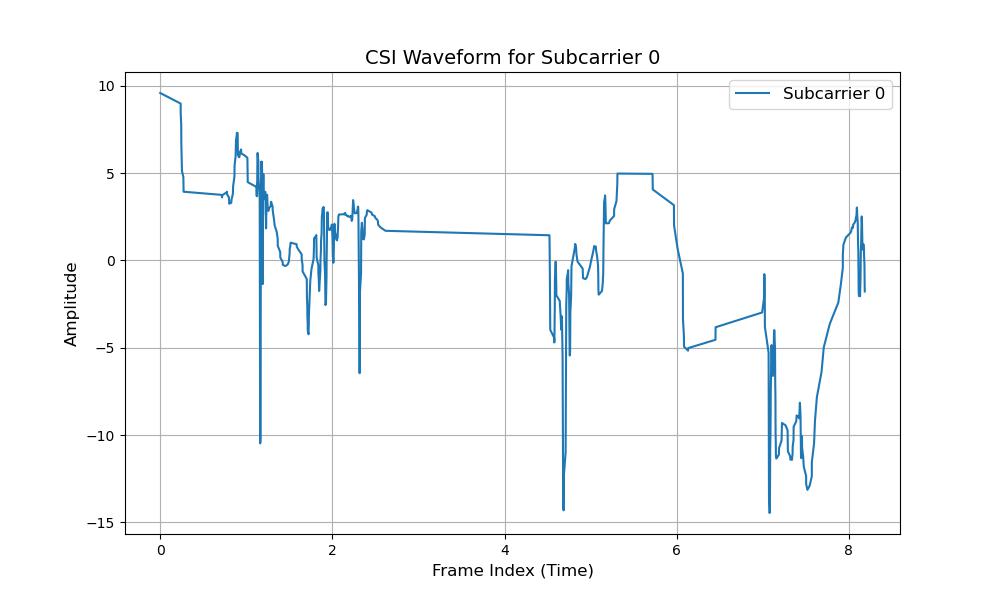 CSI Waveform for Subcarrier 0
Subcarrier 0
Amplitude
10
5
0
−5
−10
−15
0 2 4 6 8
Frame Index (Time)